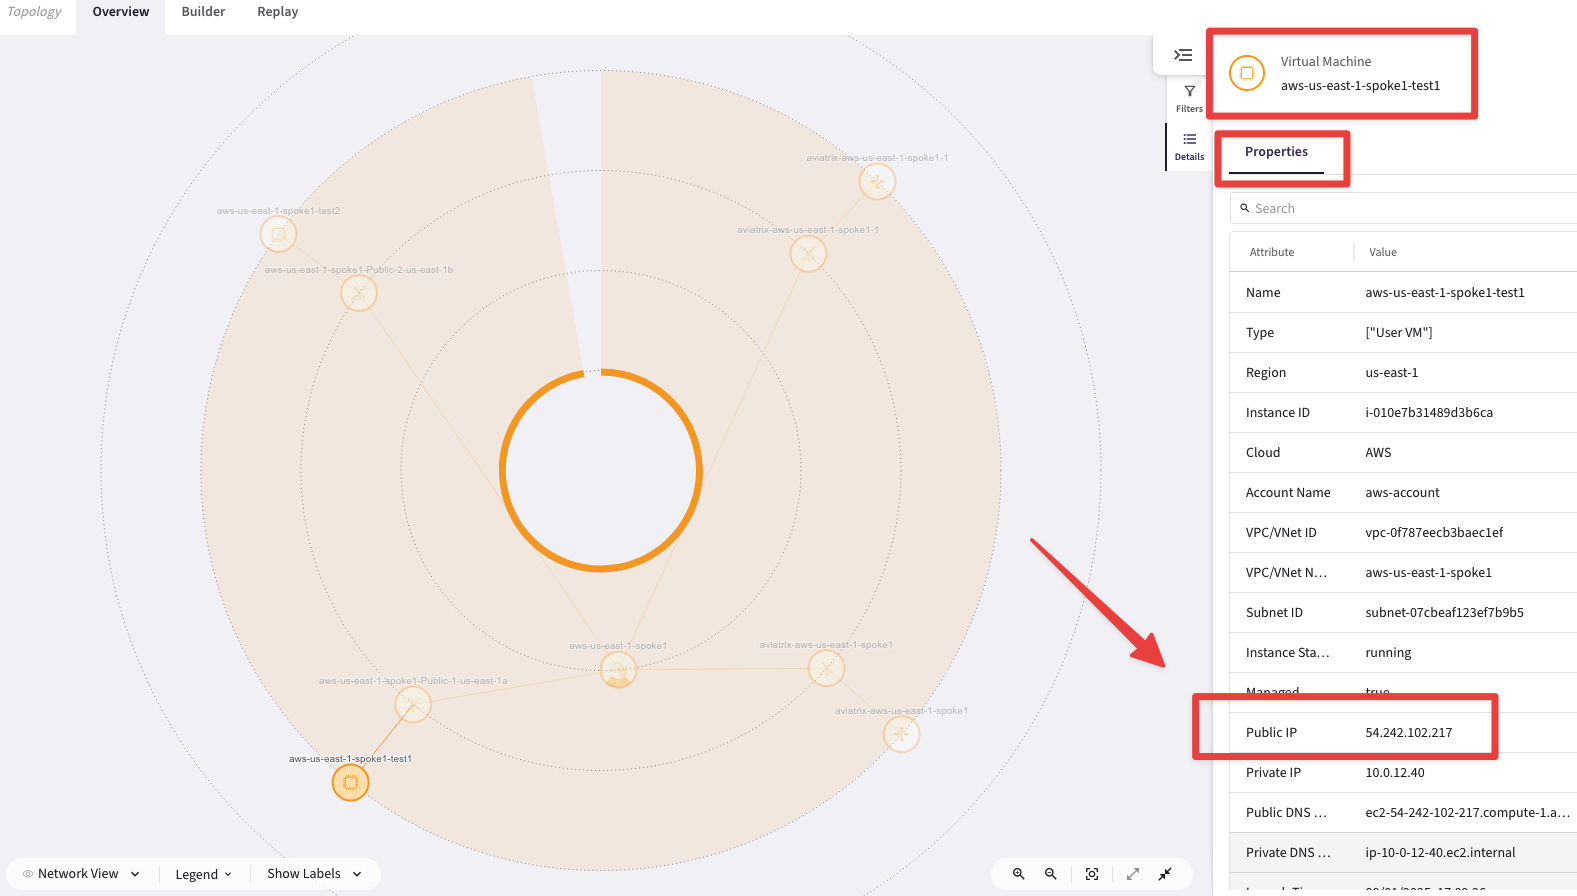 Topology Overview Builder Replay
Filters
Details
Virtual Machine
aws-us-east-1-spoke1-test1
Properties
Search
Attribute Value
Name aws-us-east-1-spoke1-test1
Type ["User VM"]
Region us-east-1
Instance ID i-010e7b31489d3b6ca
Cloud AWS
Account Name aws-account
VPC/VNet ID vpc-0f787eecb3baec1ef
VPC/VNet N... aws-us-east-1-spoke1
Subnet ID subnet-07cbeaf123ef7b9b5
Instance Sta... running
Managed true
Public IP 54.242.102.217
Private IP 10.0.12.40
Public DNS ... ec2-54-242-102-217.compute-1.a...
Private DNS ... ip-10-0-12-40.ec2.internal
aviatrix-aws-us-east-1-spoke1-1
aws-us-east-1-spoke1-test2
aviatrix-aws-us-east-1-spoke1-1
aws-us-east-1-spoke1-Public-2-us-east-1b
aws-us-east-1-spoke1
aviatrix-aws-us-east-1-spoke1
aws-us-east-1-spoke1-Public-1-us-east-1a
aviatrix-aws-us-east-1-spoke1
aws-us-east-1-spoke1-test1
Network View Legend Show Labels